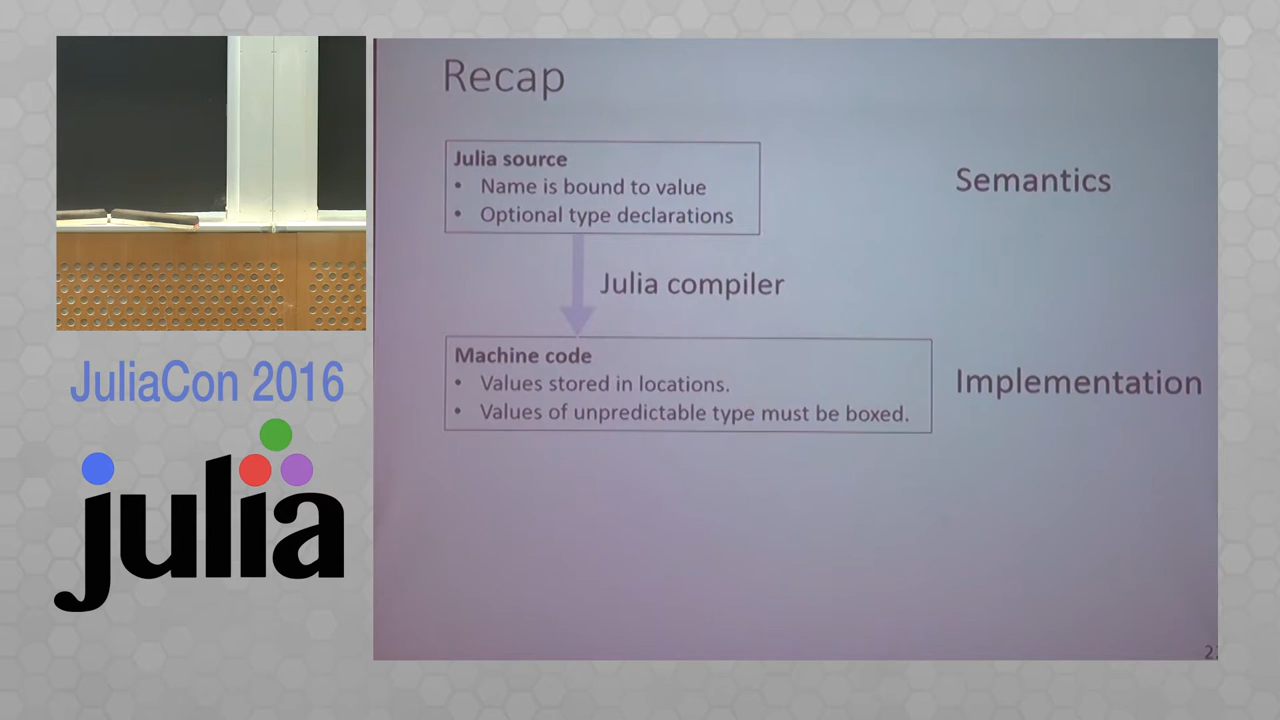 Recap
Julia source
• Name is bound to value
• Optional type declarations
Semantics
Julia compiler
Machine code
• Values stored in locations.
• Values of unpredictable type must be boxed.
Implementation
JuliaCon 2016
julia